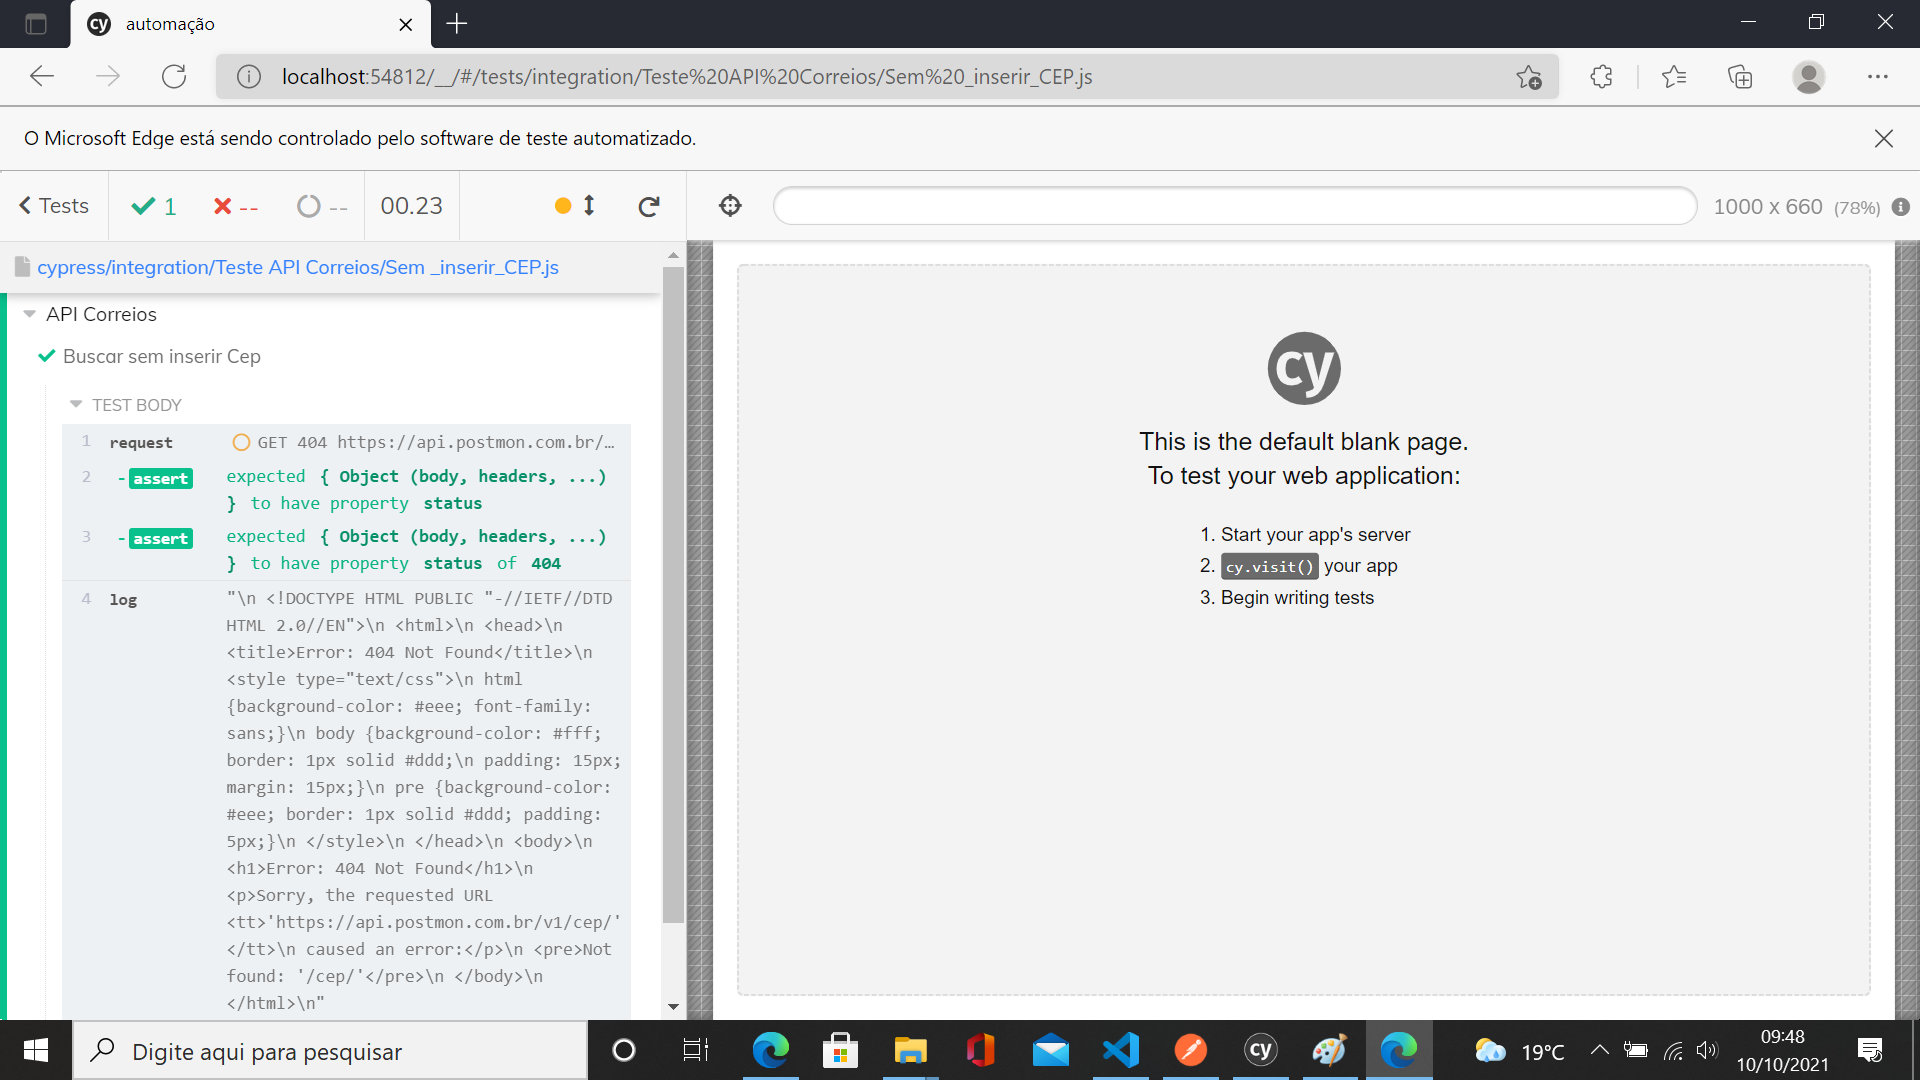 cy automação
localhost:54812/__/#/tests/integration/Teste%20API%20Correios/Sem%20_inserir_CEP.js
O Microsoft Edge está sendo controlado pelo software de teste automatizado.
Tests
1
--
--
00.23
1000 x 660 (78%)
cypress/integration/Teste API Correios/Sem _inserir_CEP.js
API Correios
Buscar sem inserir Cep
TEST BODY
1 request GET 404 https://api.postmon.com.br/…
2 -assert expected { Object (body, headers, ...)
} to have property status
3 -assert expected { Object (body, headers, ...)
} to have property status of 404
4 log "\n <!DOCTYPE HTML PUBLIC "-//IETF//DTD
HTML 2.0//EN">\n <html>\n <head>\n
<title>Error: 404 Not Found</title>\n
<style type="text/css">\n html
{background-color: #eee; font-family:
sans;}\n body {background-color: #fff;
border: 1px solid #ddd;\n padding: 15px;
margin: 15px;}\n pre {background-color:
#eee; border: 1px solid #ddd; padding:
5px;}\n </style>\n </head>\n <body>\n
<h1>Error: 404 Not Found</h1>\n
<p>Sorry, the requested URL
<tt>'https://api.postmon.com.br/v1/cep/'
</tt>\n caused an error:</p>\n <pre>Not
found: '/cep/'</pre>\n </body>\n
</html>\n"
cy
This is the default blank page.
To test your web application:
1. Start your app's server
2. cy.visit() your app
3. Begin writing tests
Digite aqui para pesquisar
cy
19°C
09:48
10/10/2021